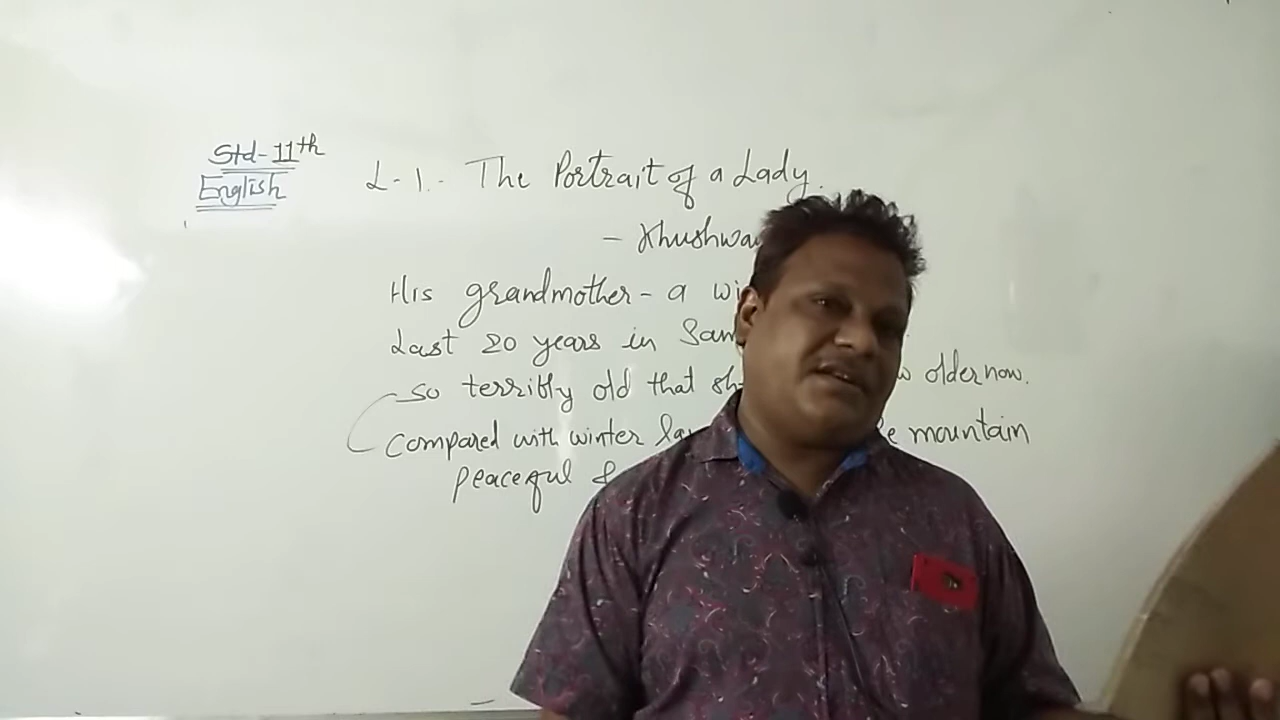 Std-11th
English
L-1.- The Portrait of a Lady.
- Khushwa
His grandmother - a wi
Last 20 years in Sam
so terribly old that sh older now.
Compared with winter la e mountain
peaceful &